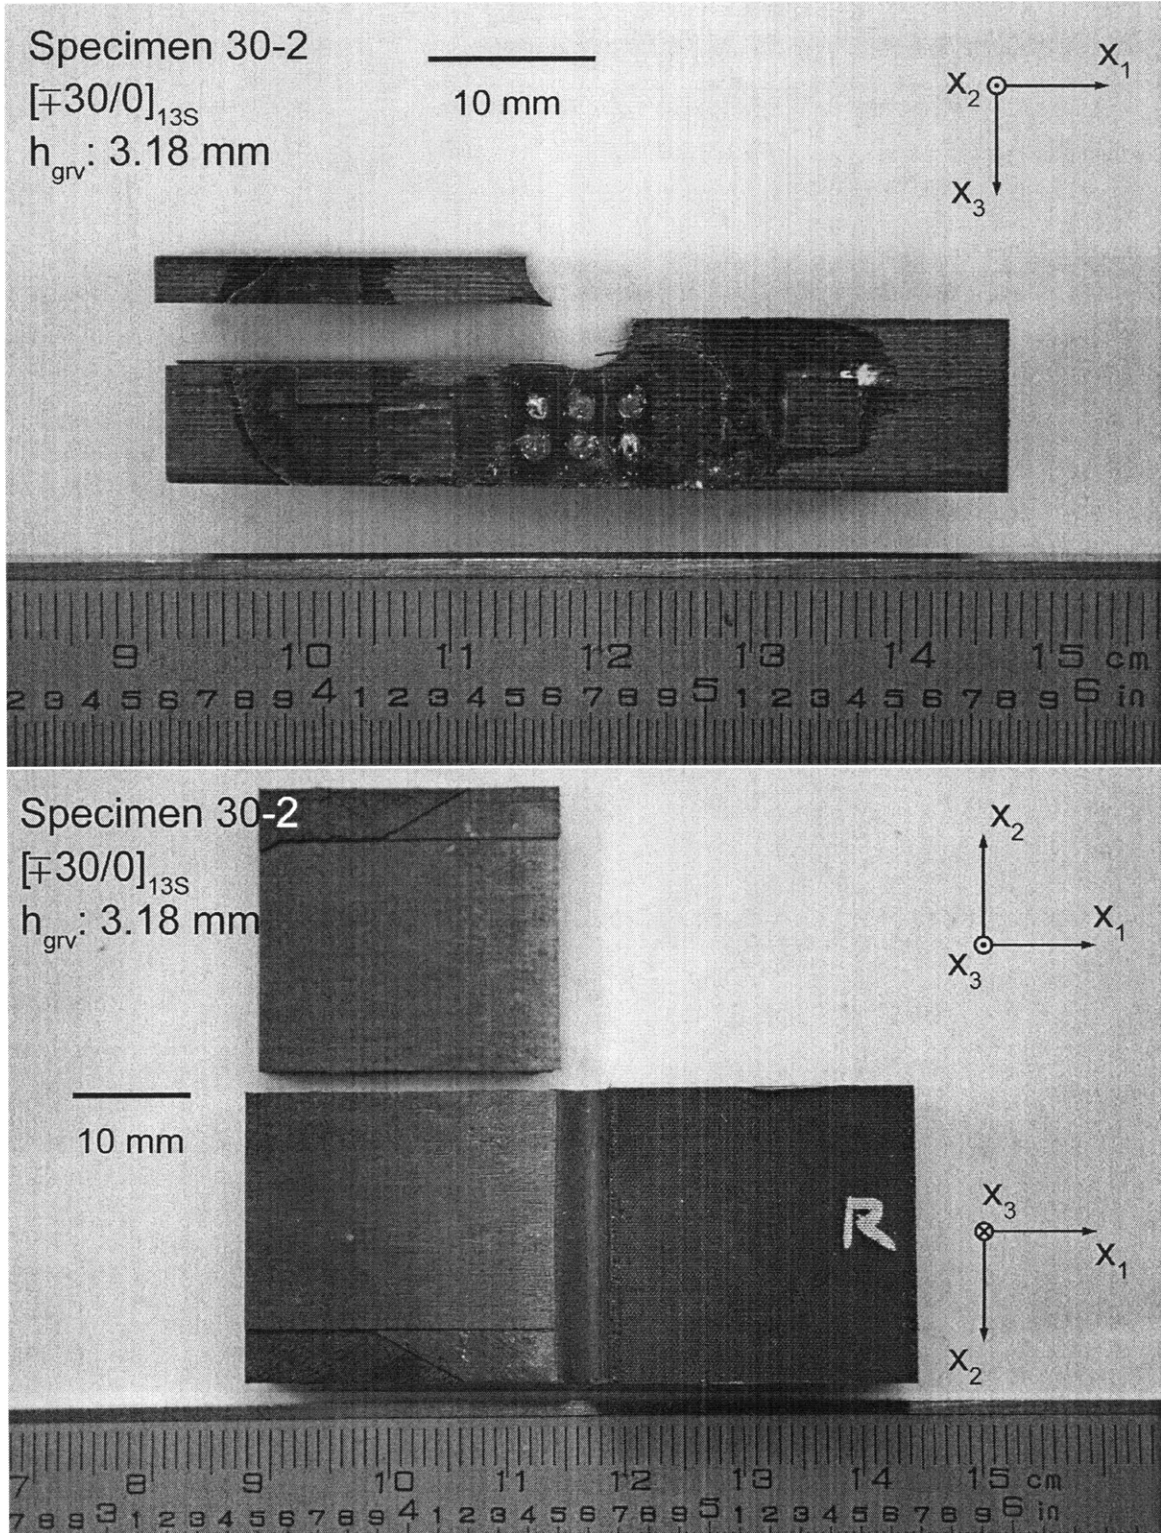 Specimen 30-2
[∓30/0]13S
hgrv: 3.18 mm
10 mm
X2 X1
X3
9 10 11 12 13 14 15 cm
2 3 4 5 6 7 8 9 4 1 2 3 4 5 6 7 8 5 1 2 3 4 5 6 7 8 9 6 in
Specimen 30-2
[∓30/0]13S
hgrv: 3.18 mm
X2
X1
X3
10 mm
R
X3
X1
X2
7 8 9 10 11 12 13 14 15 cm
7 8 9 3 1 2 3 4 5 6 7 8 9 4 1 2 3 4 5 6 7 8 9 5 1 2 3 4 5 6 7 8 9 6 in